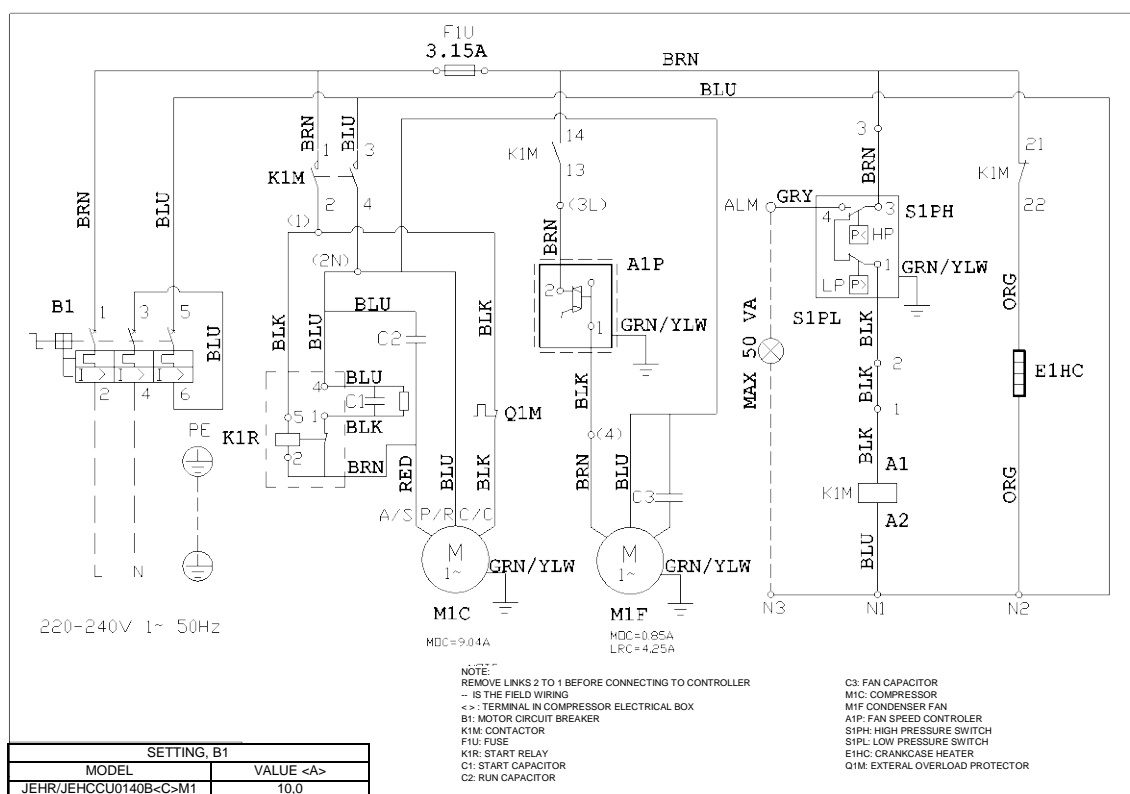 F1U
3.15A
BRN
BLU
BRN
BLU
BRN
BLU
1
3
K1M
2
4
(1)
(2N)
14
K1M
13
(3L)
BRN
3
BRN
ALM
GRY
4
3
S1PH
P<
HP
1
LP
P>
S1PL
GRN/YLW
21
K1M
22
B1
1
3
5
BLU
I >
I >
I >
2
4
6
PE
L
N
220-240V 1~ 50Hz
BLK
BLU
BLU
C2
BLK
4
BLU
C1
5
1
BLK
K1R
2
BRN
Q1M
RED
BLU
BLK
A/S
P/R
C/C
M
1~
GRN/YLW
M1C
MOC=9.04A
A1P
2
1
GRN/YLW
BLK
(4)
BRN
BLU
C3
M
1~
GRN/YLW
M1F
MOC=0.85A
LRC=4.25A
MAX 50 VA
BLK
2
BLK
1
BLK
A1
K1M
A2
BLU
ORG
E1HC
ORG
N3
N1
N2
NOTE:
REMOVE LINKS 2 TO 1 BEFORE CONNECTING TO CONTROLLER
-- IS THE FIELD WIRING
< > : TERMINAL IN COMPRESSOR ELECTRICAL BOX
B1: MOTOR CIRCUIT BREAKER
K1M: CONTACTOR
F1U: FUSE
K1R: START RELAY
C1: START CAPACITOR
C2: RUN CAPACITOR
C3: FAN CAPACITOR
M1C: COMPRESSOR
M1F CONDENSER FAN
A1P: FAN SPEED CONTROLER
S1PH: HIGH PRESSURE SWITCH
S1PL: LOW PRESSURE SWITCH
E1HC: CRANKCASE HEATER
Q1M: EXTERAL OVERLOAD PROTECTOR
SETTING, B1
MODEL VALUE <A>
JEHR/JEHCCU0140B<C>M1 10,0